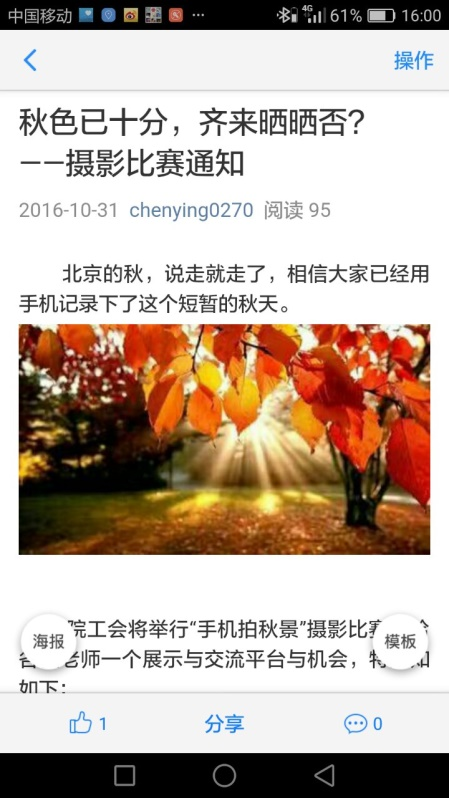 中国移动 ... 4G 61% 16:00
操作
秋色已十分，齐来晒晒否？
——摄影比赛通知
2016-10-31 chenying0270 阅读 95
北京的秋，说走就走了，相信大家已经用
手机记录下了这个短暂的秋天。
院工会将举行“手机拍秋景”摄影比赛
海报
模板
老师一个展示与交流平台与机会，特
如下：
1
分享
0